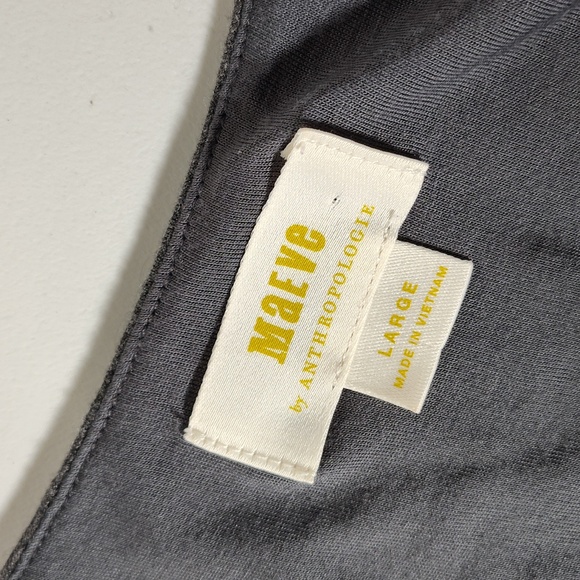 MaEVe
by ANTHROPOLOGIE
LARGE
MADE IN VIETNAM